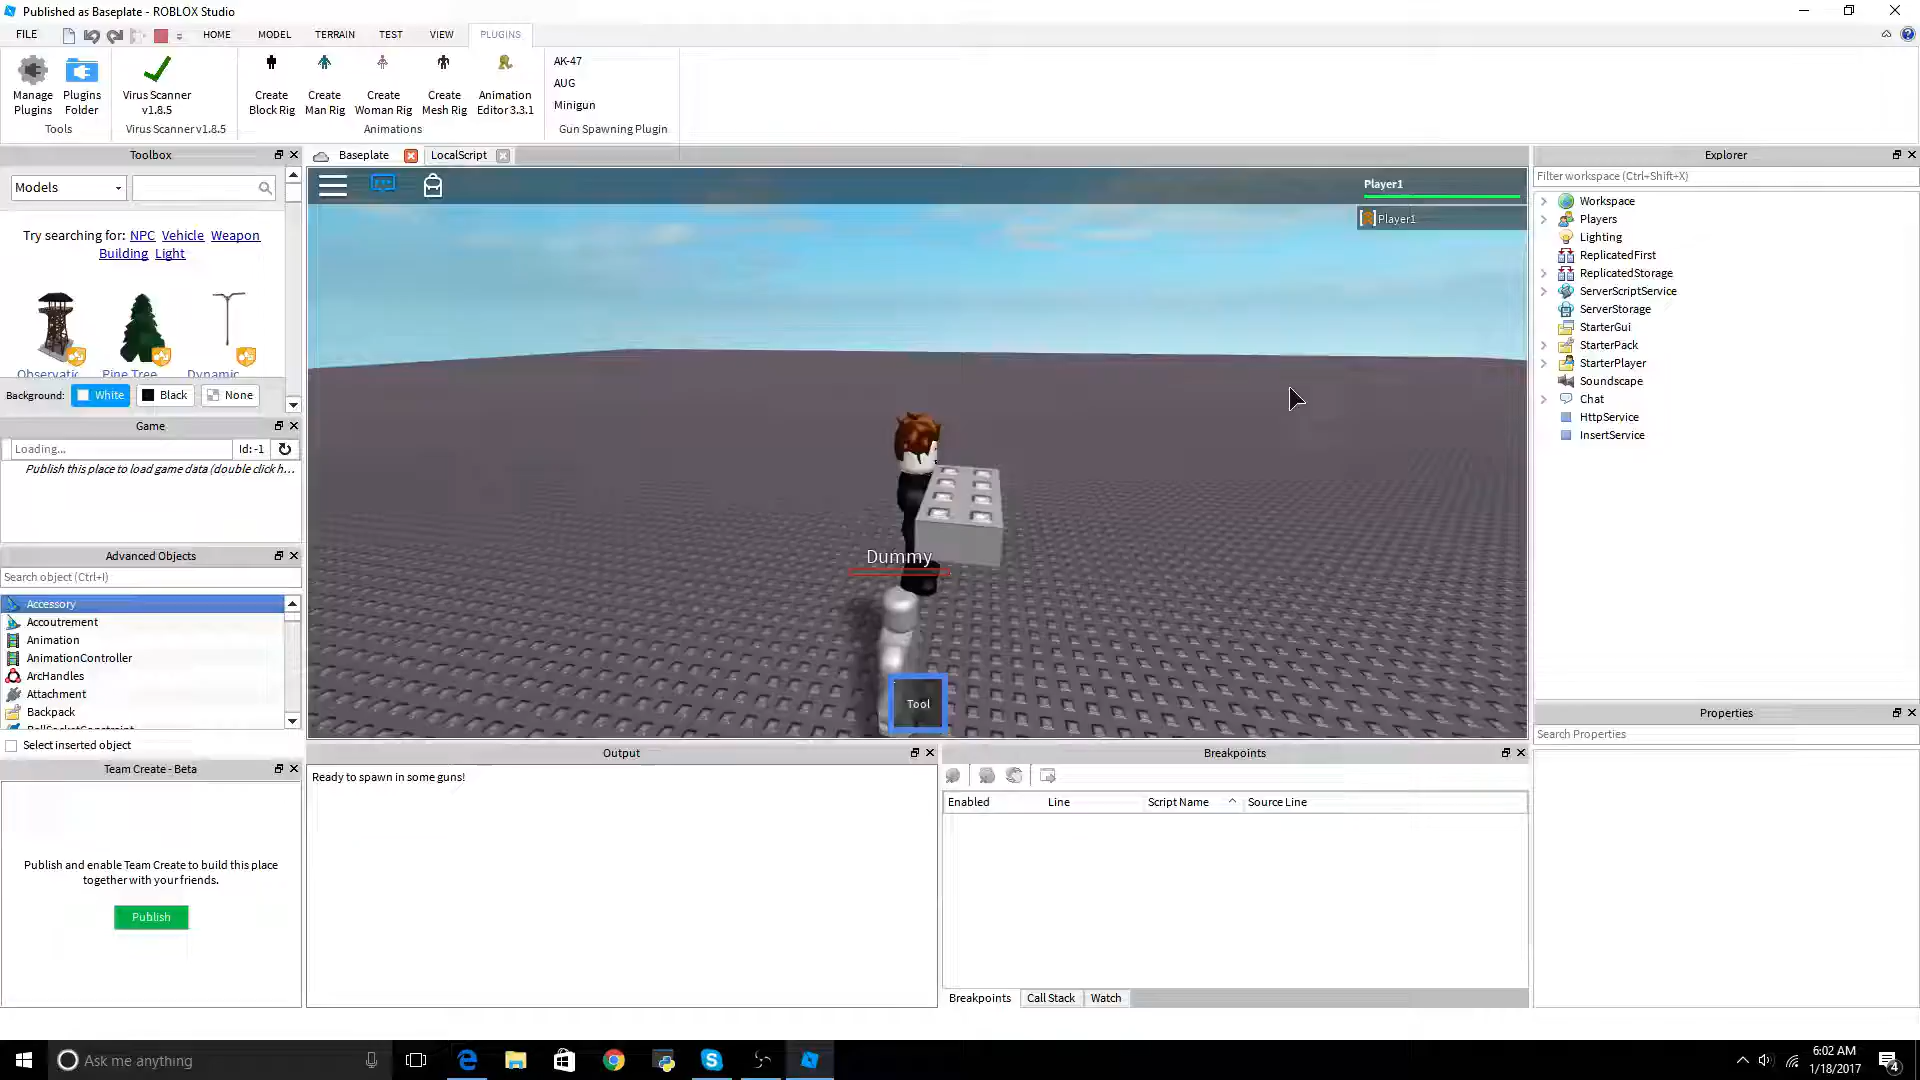 Published as Baseplate - ROBLOX Studio
FILE HOME MODEL TERRAIN TEST VIEW PLUGINS
Manage Plugins
Plugins Folder
Virus Scanner v1.8.5
Create Block Rig
Create Man Rig
Create Woman Rig
Create Mesh Rig
Animation Editor 3.3.1
AK-47
AUG
Minigun
Tools
Virus Scanner v1.8.5
Animations
Gun Spawning Plugin
Toolbox
Models
Try searching for: NPC Vehicle Weapon
Building Light
Observatic
Pine Tree
Dynamic
Background: White Black None
Game
Loading...
Id: -1
Publish this place to load game data (double click h...
Advanced Objects
Search object (Ctrl+I)
Accessory
Accoutrement
Animation
AnimationController
ArcHandles
Attachment
Backpack
BallSocketConstraint
Select inserted object
Team Create - Beta
Publish and enable Team Create to build this place
together with your friends.
Publish
Baseplate
LocalScript
Player1
Player1
Dummy
Tool
Output
Ready to spawn in some guns!
Breakpoints
Enabled Line Script Name Source Line
Breakpoints Call Stack Watch
Explorer
Filter workspace (Ctrl+Shift+X)
Workspace
Players
Lighting
ReplicatedFirst
ReplicatedStorage
ServerScriptService
ServerStorage
StarterGui
StarterPack
StarterPlayer
Soundscape
Chat
HttpService
InsertService
Properties
Search Properties
Ask me anything
6:02 AM
1/18/2017
4